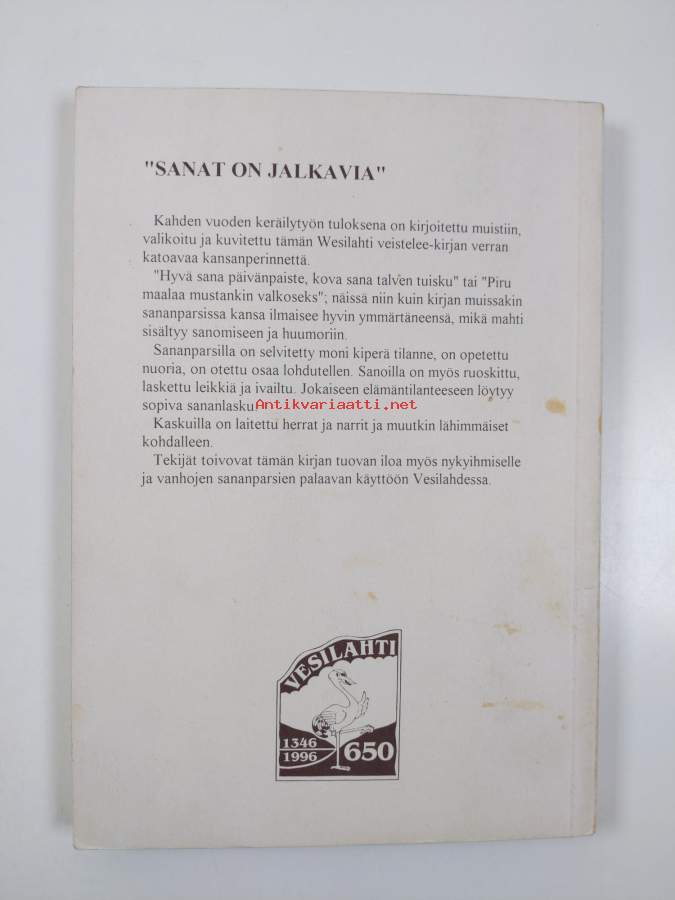 "SANAT ON JALKAVIA"
Kahden vuoden keräilytyön tuloksena on kirjoitettu muistiin,
valikoitu ja kuvitettu tämän Wesilahti veistelee-kirjan verran
katoavaa kansanperinnettä.
"Hyvä sana päivänpaiste, kova sana talven tuisku" tai "Piru
maalaa mustankin valkoseks"; näissä niin kuin kirjan muissakin
sananparsissa kansa ilmaisee hyvin ymmärtäneensä, mikä mahti
sisältyy sanomiseen ja huumoriin.
Sananparsilla on selvitetty moni kiperä tilanne, on opetettu
nuoria, on otettu osaa lohdutellen. Sanoilla on myös ruoskittu,
laskettu leikkiä ja ivailtu. Jokaiseen elämäntilanteeseen löytyy
sopiva sananlasku
Antikvariaatti.net
Kaskuilla on laitettu herrat ja narrit ja muutkin lähimmäiset
kohdalleen.
Tekijät toivovat tämän kirjan tuovan iloa myös nykyihmiselle
ja vanhojen sananparsien palaavan käyttöön Vesilahdessa.
VESILAHTI
1346
1996
650